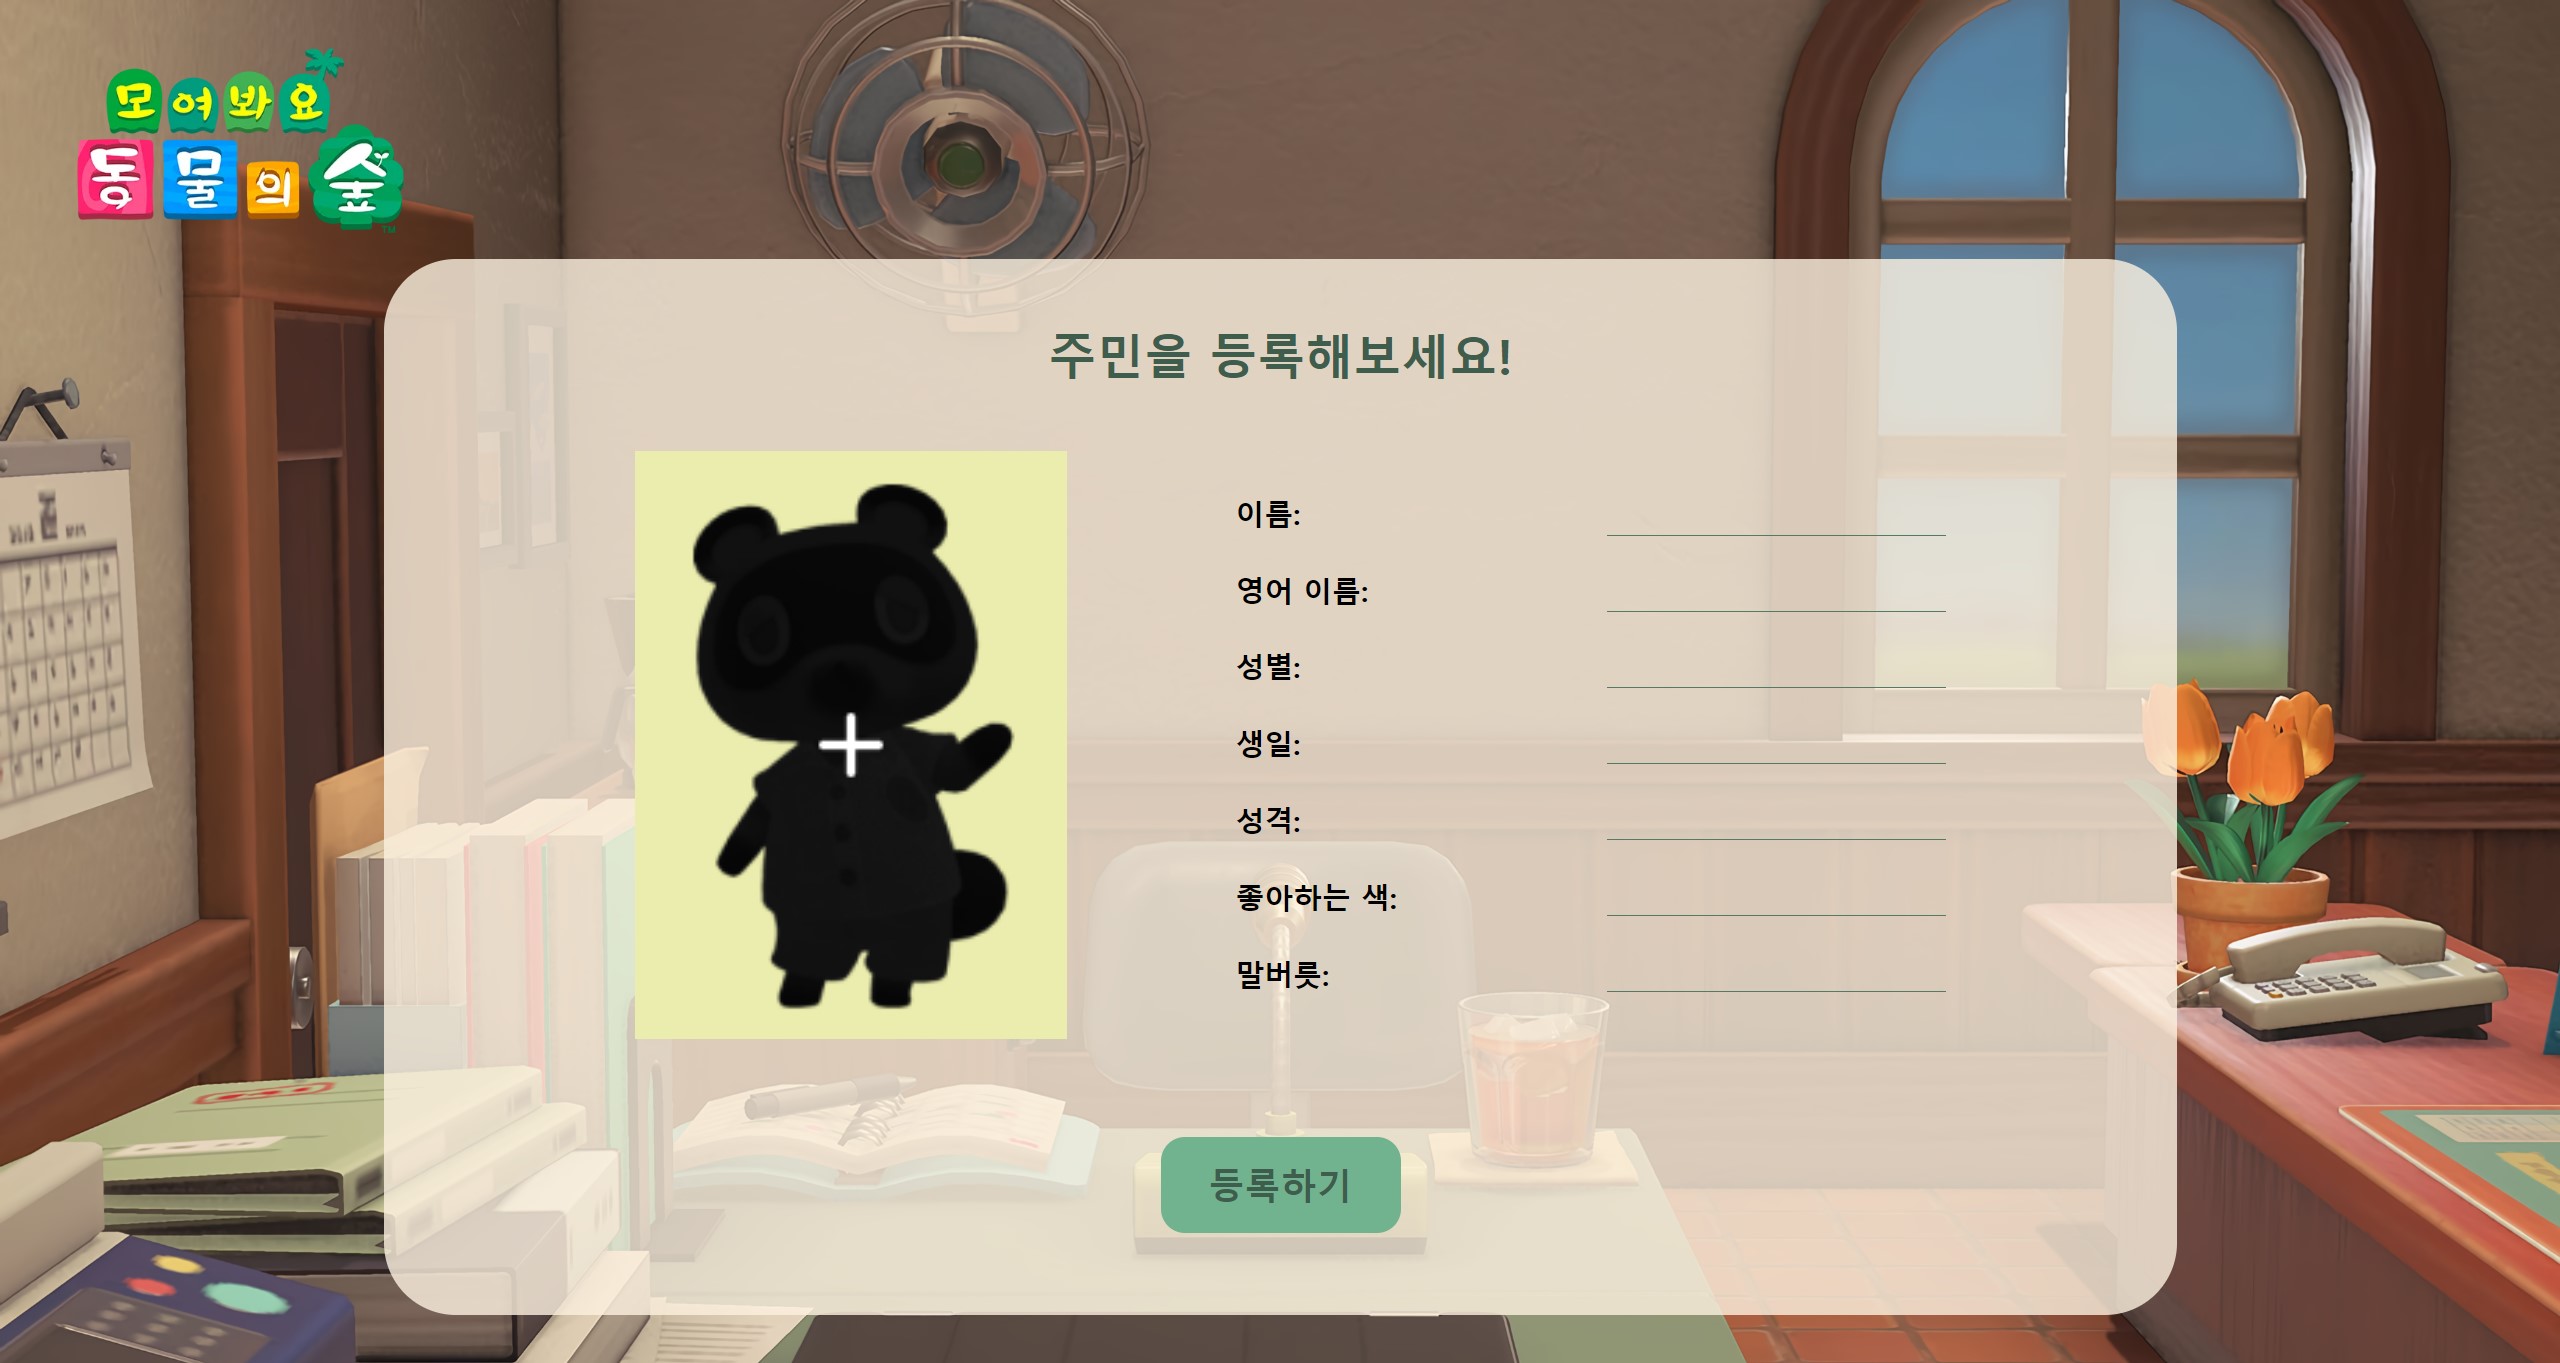 모여봐요
동물의숲
TM
주민을 등록해보세요!
이름:
영어 이름:
성별:
생일:
성격:
좋아하는 색:
말버릇:
등록하기